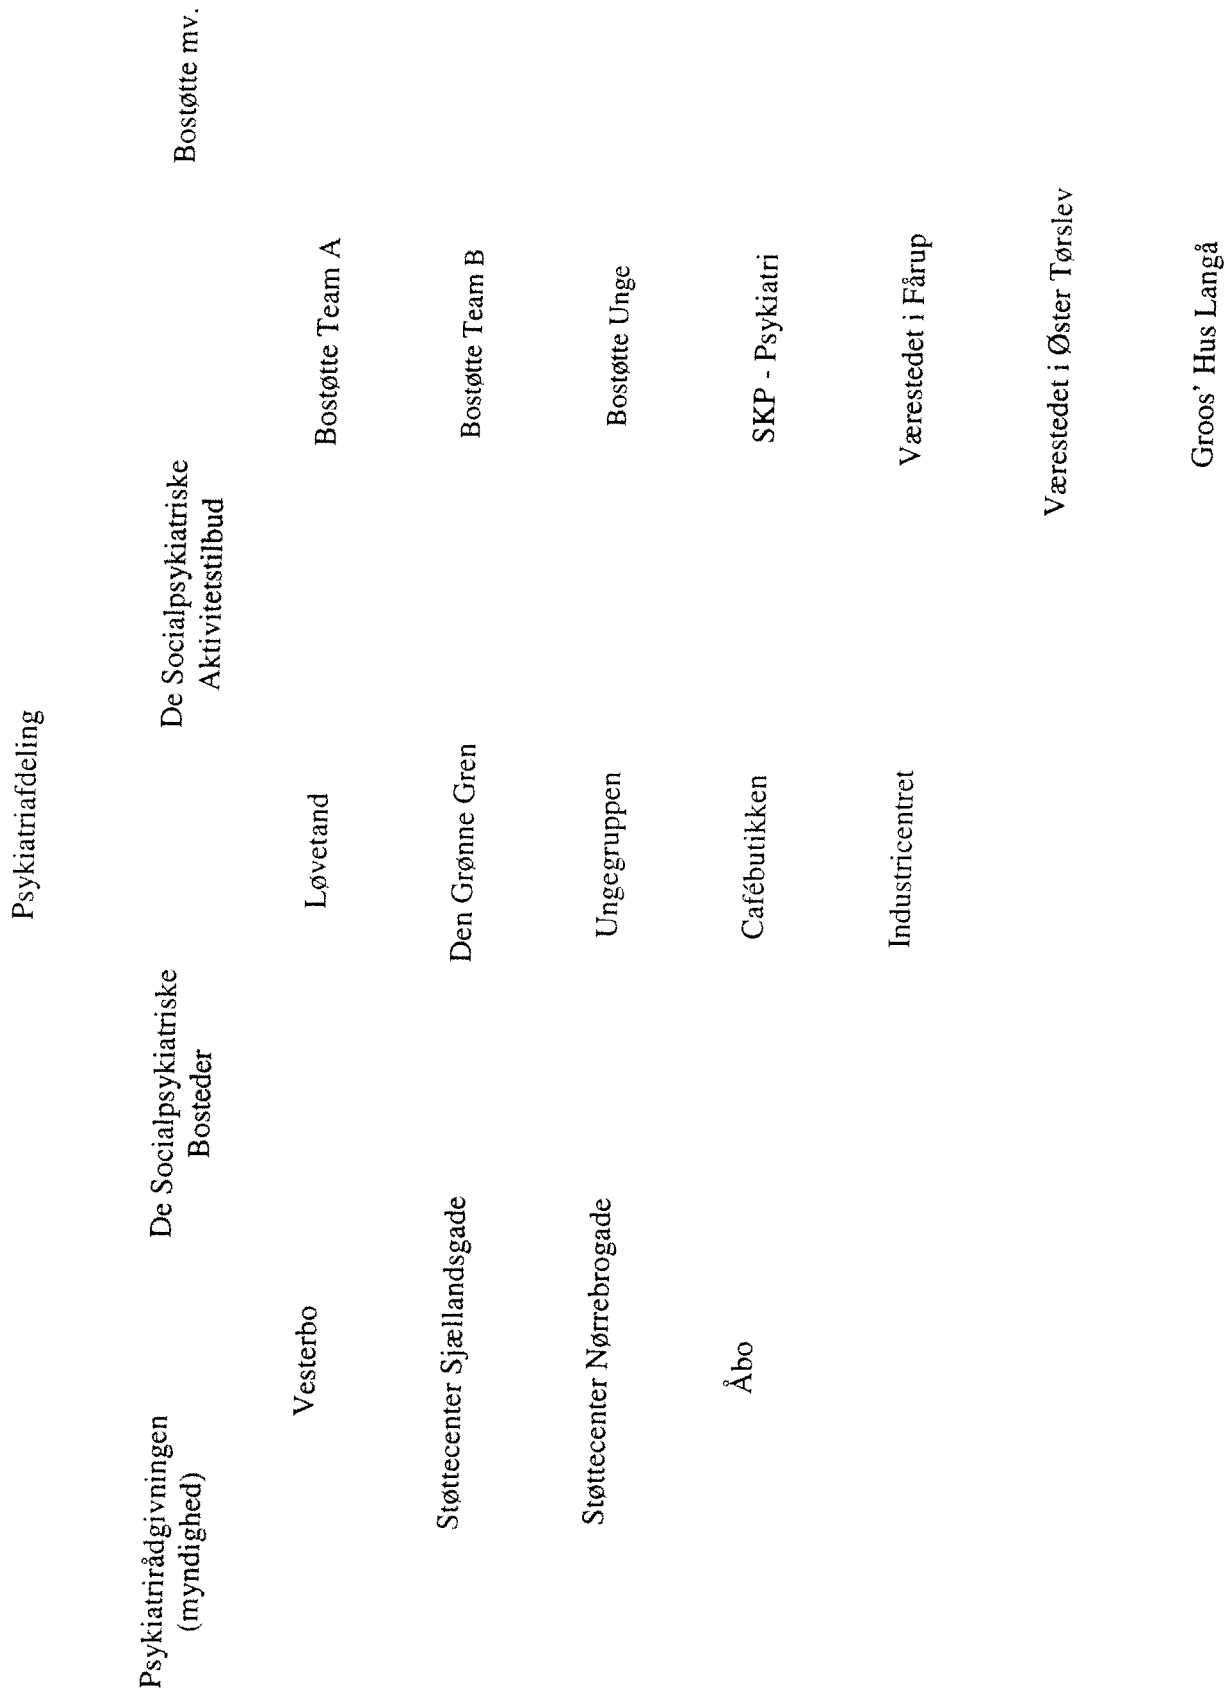 Psykiatriafdeling
Psykiatrirådgivningen
(myndighed)
De Socialpsykiatriske
Bosteder
De Socialpsykiatriske
Aktivitetstilbud
Bostøtte mv.
Vesterbo
Løvetand
Bostøtte Team A
Støttecenter Sjællandsgade
Den Grønne Gren
Bostøtte Team B
Støttecenter Nørrebrogade
Ungegruppen
Bostøtte Unge
Åbo
Cafébutikken
SKP - Psykiatri
Industricentret
Værestedet i Fårup
Værestedet i Øster Tørslev
Groos’ Hus Langå